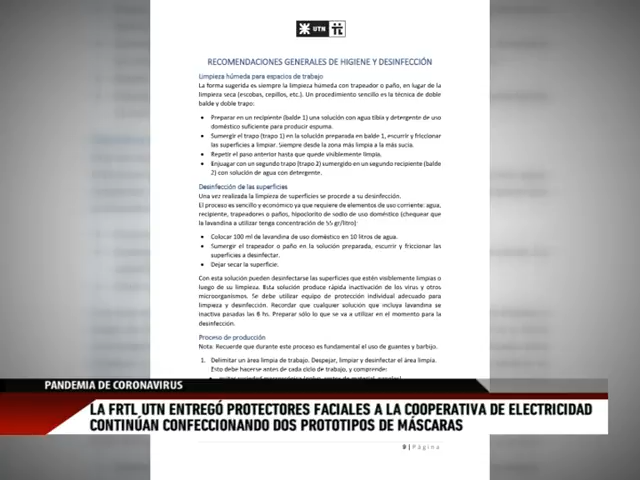 UTN
RECOMENDACIONES GENERALES DE HIGIENE Y DESINFECCIÓN
Limpieza húmeda para espacios de trabajo
La forma sugerida es siempre la limpieza húmeda con trapeador o paño, en lugar de la
limpieza seca (escobas, cepillos, etc.). Un procedimiento sencillo es la técnica de doble
balde y doble trapo:
• Preparar en un recipiente (balde 1) una solución con agua tibia y detergente de uso
doméstico suficiente para producir espuma.
• Sumergir el trapo (trapo 1) en la solución preparada en balde 1, escurrir y friccionar
las superficies a limpiar. Siempre desde la zona más limpia a la más sucia.
• Repetir el paso anterior hasta que quede visiblemente limpia.
• Enjuagar con un segundo trapo (trapo 2) sumergido en un segundo recipiente (balde
2) con solución de agua con detergente.
Desinfección de las superficies
Una vez realizada la limpieza de superficies se procede a su desinfección.
El proceso es sencillo y económico ya que requiere de elementos de uso corriente: agua,
recipiente, trapeadores o paños, hipoclorito de sodio de uso doméstico (chequear que
la lavandina a utilizar tenga concentración de 55 gr/litro):
• Colocar 100 ml de lavandina de uso doméstico en 10 litros de agua.
• Sumergir el trapeador o paño en la solución preparada, escurrir y friccionar las
superficies a desinfectar.
• Dejar secar la superficie.
Con esta solución pueden desinfectarse las superficies que estén visiblemente limpias o
luego de su limpieza. Esta solución produce rápida inactivación de los virus y otros
microorganismos. Se debe utilizar equipo de protección individual adecuado para
limpieza y desinfección. Recordar que cualquier solución que incluya lavandina se
inactiva pasadas las 8 hs. Preparar sólo lo que se va a utilizar en el momento para la
desinfección.
Proceso de producción
Nota: Recuerde que durante este proceso es fundamental el uso de guantes y barbijo.
1. Delimitar un área limpia de trabajo. Despejar, limpiar y desinfectar el área limpia.
Esto debe hacerse antes de cada ciclo de trabajo, y comprende:
PANDEMIA DE CORONAVIRUS
LA FRTL UTN ENTREGÓ PROTECTORES FACIALES A LA COOPERATIVA DE ELECTRICIDAD
CONTINÚAN CONFECCIONANDO DOS PROTOTIPOS DE MÁSCARAS
9 | Página